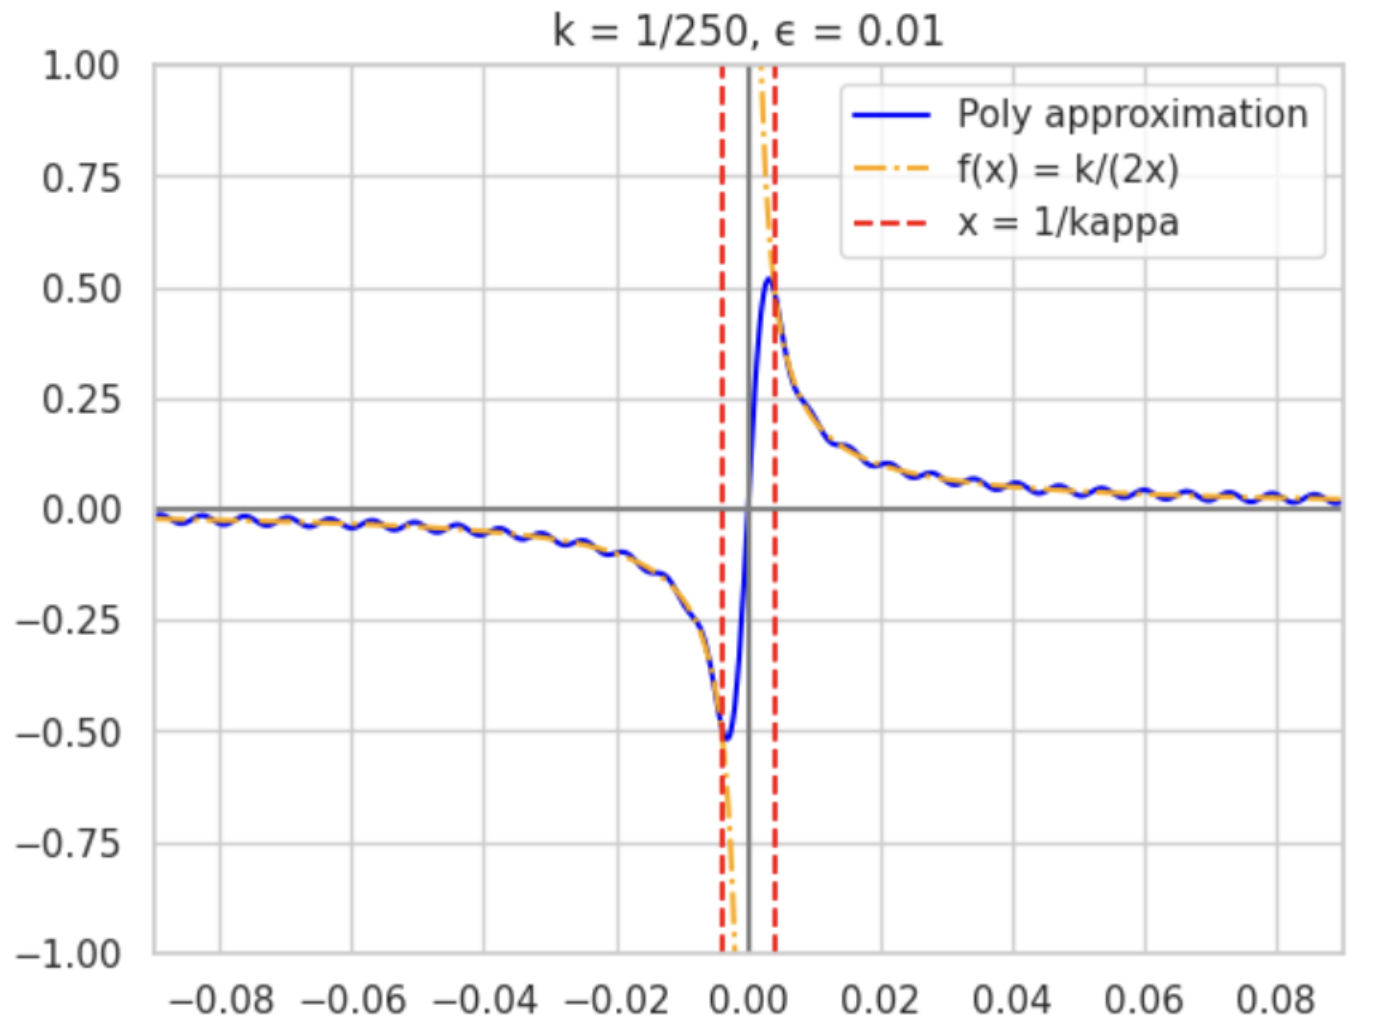 k = 1/250, ϵ = 0.01
1.00
0.75
0.50
0.25
0.00
−0.25
−0.50
−0.75
−1.00
Poly approximation
f(x) = k/(2x)
x = 1/kappa
−0.08 −0.06 −0.04 −0.02 0.00 0.02 0.04 0.06 0.08